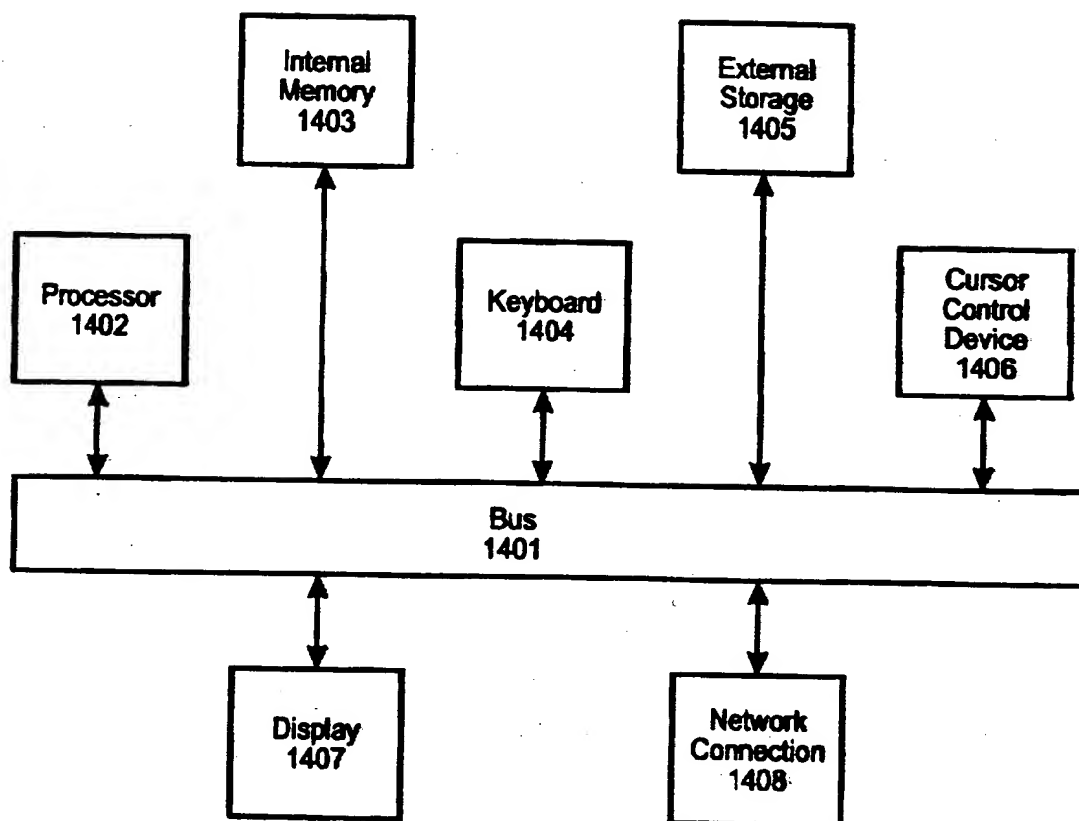 Internal
Memory
1403
External
Storage
1405
Processor
1402
Keyboard
1404
Cursor
Control
Device
1406
Bus
1401
Display
1407
Network
Connection
1408